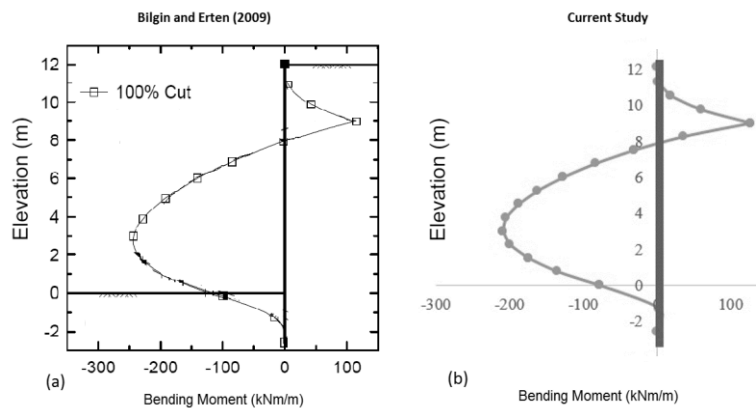 Bilgin and Erten (2009)
Current Study
12
10
8
6
4
2
0
-2
Elevation (m)
100% Cut
-300 -200 -100 0 100
(a)
Bending Moment (kNm/m)
12
10
8
6
4
2
0
-2
Elevation (m)
-300 -200 -100 0 100
(b)
Bending Moment (kNm/m)